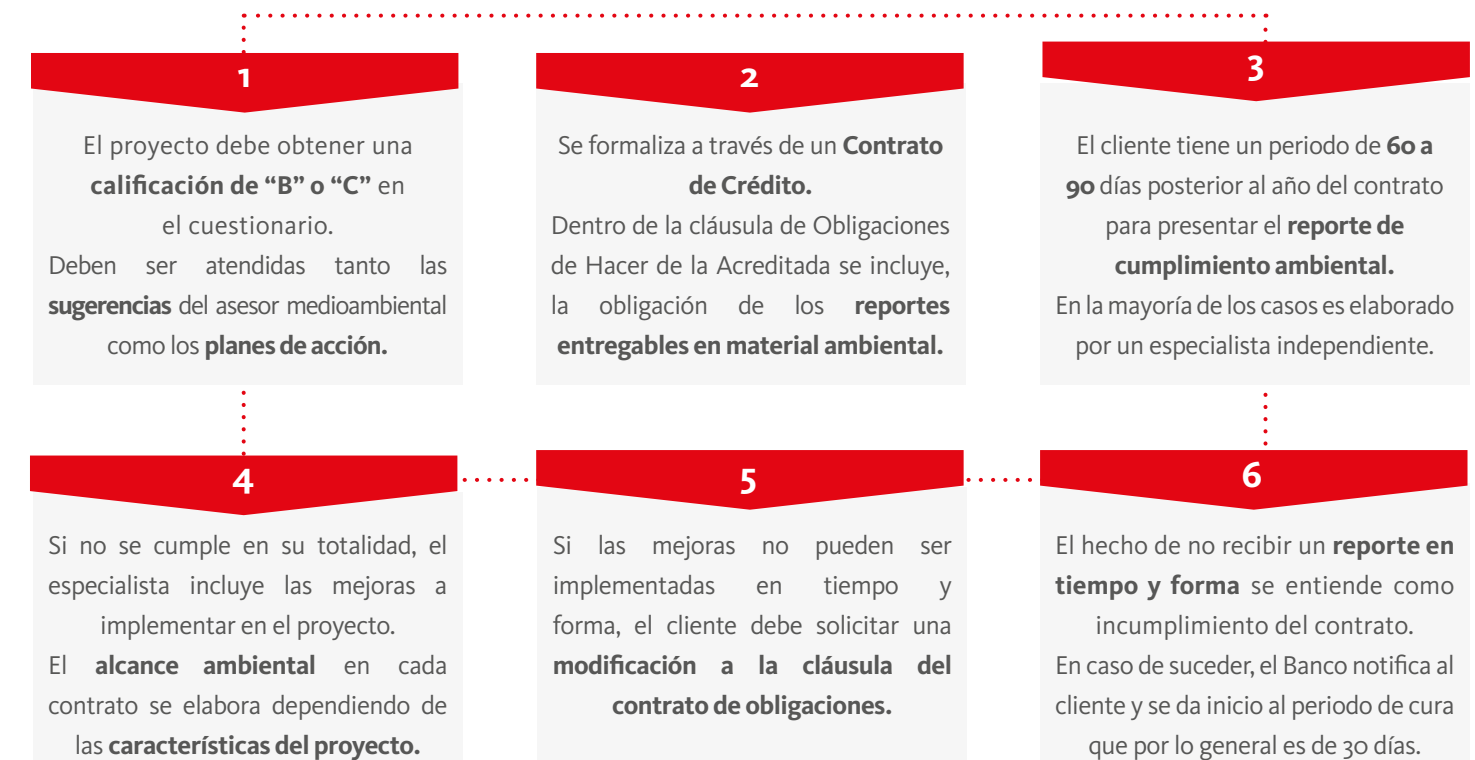 1
El proyecto debe obtener una
calificación de “B” o “C” en
el cuestionario.
Deben ser atendidas tanto las
sugerencias del asesor medioambiental
como los planes de acción.
2
Se formaliza a través de un Contrato
de Crédito.
Dentro de la cláusula de Obligaciones
de Hacer de la Acreditada se incluye,
la obligación de los reportes
entregables en material ambiental.
3
El cliente tiene un periodo de 60 a
90 días posterior al año del contrato
para presentar el reporte de
cumplimiento ambiental.
En la mayoría de los casos es elaborado
por un especialista independiente.
4
Si no se cumple en su totalidad, el
especialista incluye las mejoras a
implementar en el proyecto.
El alcance ambiental en cada
contrato se elabora dependiendo de
las características del proyecto.
5
Si las mejoras no pueden ser
implementadas en tiempo y
forma, el cliente debe solicitar una
modificación a la cláusula del
contrato de obligaciones.
6
El hecho de no recibir un reporte en
tiempo y forma se entiende como
incumplimiento del contrato.
En caso de suceder, el Banco notifica al
cliente y se da inicio al periodo de cura
que por lo general es de 30 días.